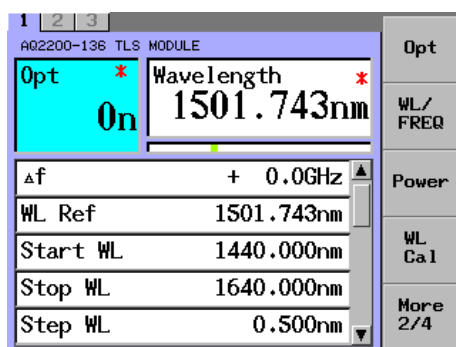 1 2 3
AQ2200-136 TLS MODULE
Opt *
On
Wavelength *
1501.743nm
▵f + 0.0GHz
WL Ref 1501.743nm
Start WL 1440.000nm
Stop WL 1640.000nm
Step WL 0.500nm
Opt
WL/
FREQ
Power
WL
Cal
More
2/4